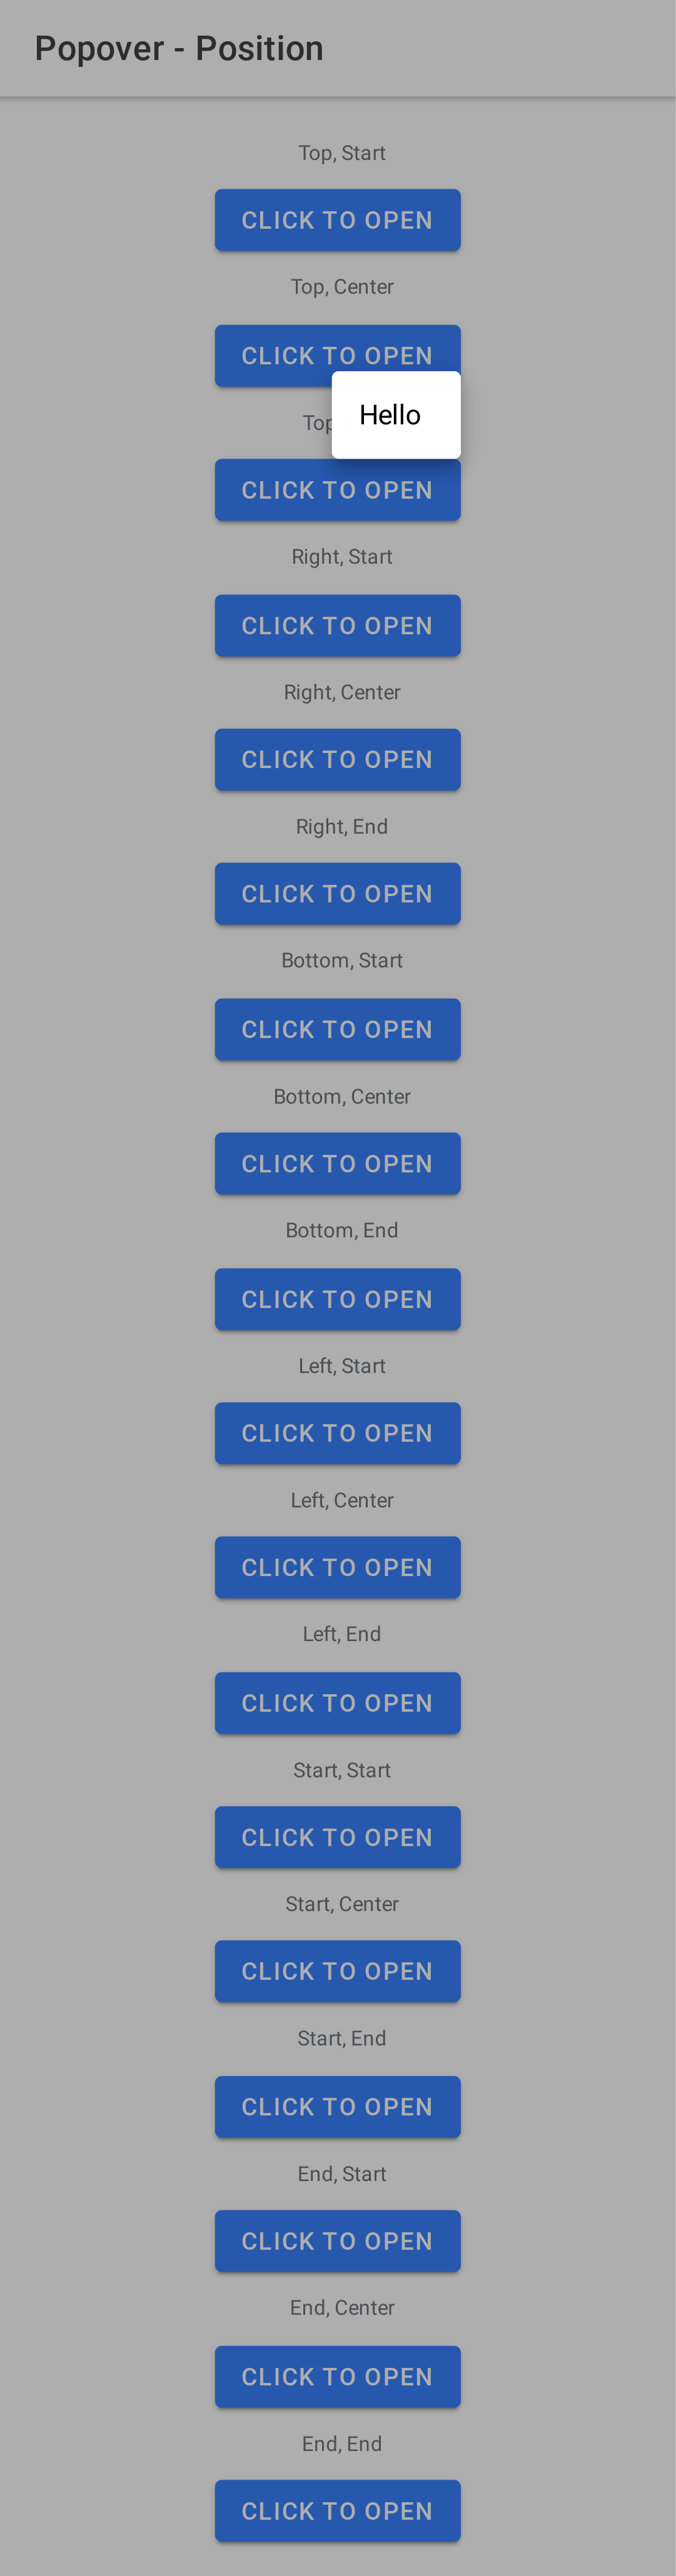 Popover - Position
Top, Start
CLICK TO OPEN
Top, Center
CLICK TO OPEN
Hello
Top
CLICK TO OPEN
Right, Start
CLICK TO OPEN
Right, Center
CLICK TO OPEN
Right, End
CLICK TO OPEN
Bottom, Start
CLICK TO OPEN
Bottom, Center
CLICK TO OPEN
Bottom, End
CLICK TO OPEN
Left, Start
CLICK TO OPEN
Left, Center
CLICK TO OPEN
Left, End
CLICK TO OPEN
Start, Start
CLICK TO OPEN
Start, Center
CLICK TO OPEN
Start, End
CLICK TO OPEN
End, Start
CLICK TO OPEN
End, Center
CLICK TO OPEN
End, End
CLICK TO OPEN